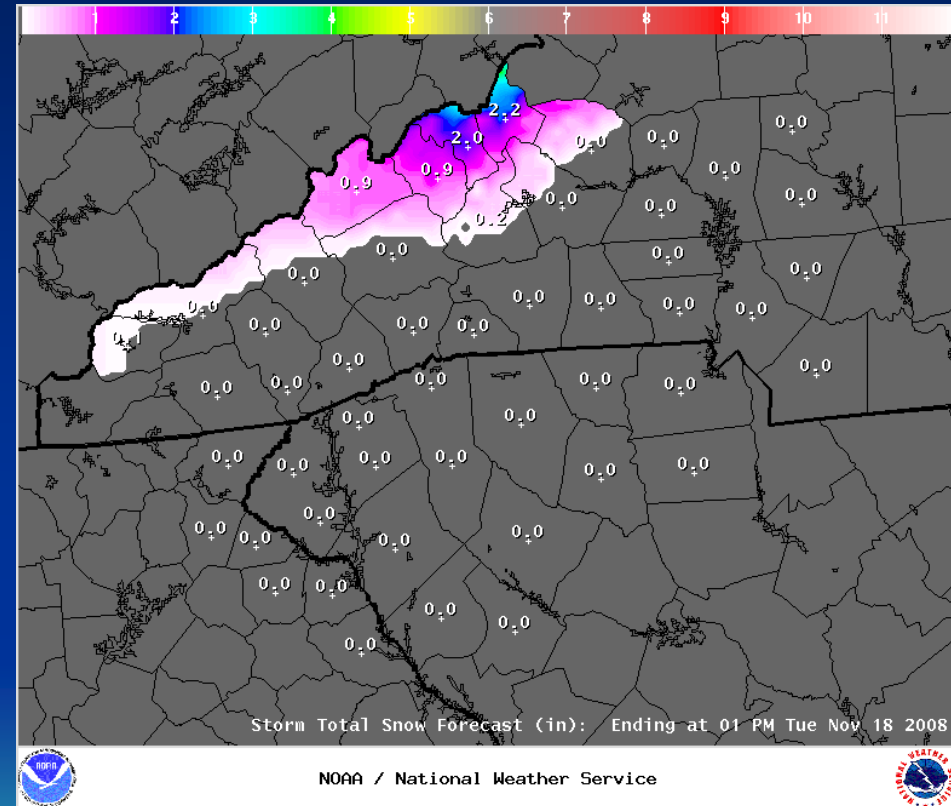 1 2 3 4 5 6 7 8 9 10 11
2.2
2.0 0.0 0.0 0.0
0.9 0.9 0.0
0.2 0.0 0.0 0.0
0.0 0.0
0.0 0.0
0.0 0.0 0.0 0.0 0.0
0.1 0.0 0.0 0.0
0.0 0.0
0.0 0.0 0.0 0.0 0.0
0.0 0.0
0.0 0.0 0.0 0.0 0.0 0.0
0.0
0.0 0.0 0.0 0.0
0.0 0.0
0.0 0.0
0.0
Storm Total Snow Forecast (in): Ending at 01 PM Tue Nov 18 2008
NOAA
NOAA / National Weather Service